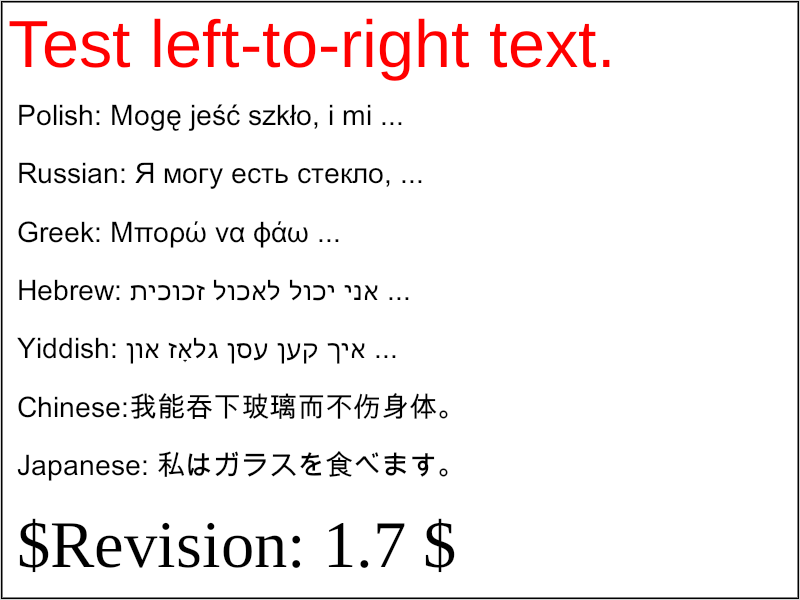 Test left-to-right text.
Polish: Mogę jeść szkło, i mi ...
Russian: Я могу есть стекло, ...
Greek: Μπορώ να φάω ...
Hebrew: אני יכול לאכול זכוכית ...
Yiddish: איך קען עסן גלאָז און ...
Chinese:我能吞下玻璃而不伤身体。
Japanese: 私はガラスを食べます。
$Revision: 1.7 $